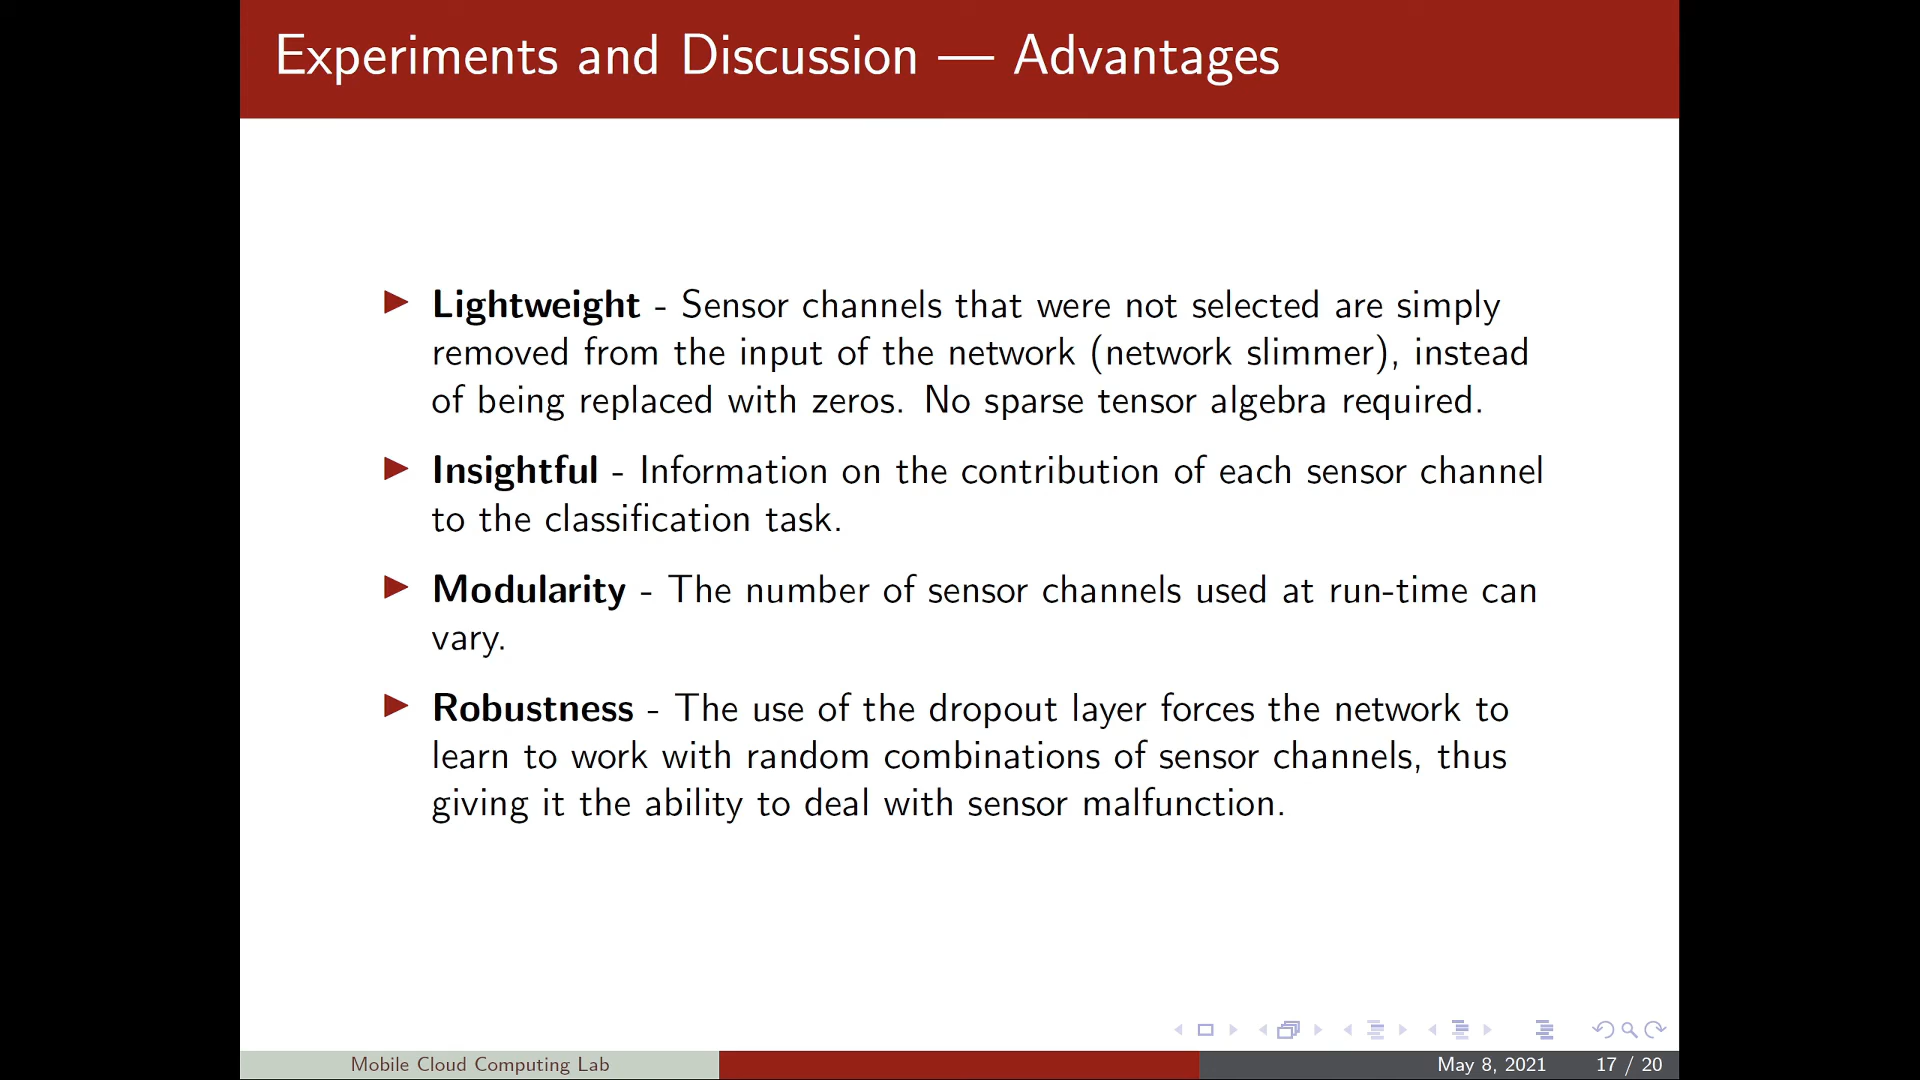 Experiments and Discussion — Advantages
Lightweight - Sensor channels that were not selected are simply
removed from the input of the network (network slimmer), instead
of being replaced with zeros. No sparse tensor algebra required.
Insightful - Information on the contribution of each sensor channel
to the classification task.
Modularity - The number of sensor channels used at run-time can
vary.
Robustness - The use of the dropout layer forces the network to
learn to work with random combinations of sensor channels, thus
giving it the ability to deal with sensor malfunction.
Mobile Cloud Computing Lab
May 8, 2021
17 / 20